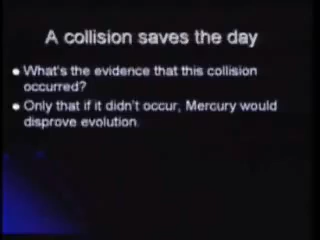 A collision saves the day
What's the evidence that this collision
occurred?
Only that if it didn't occur, Mercury would
disprove evolution.